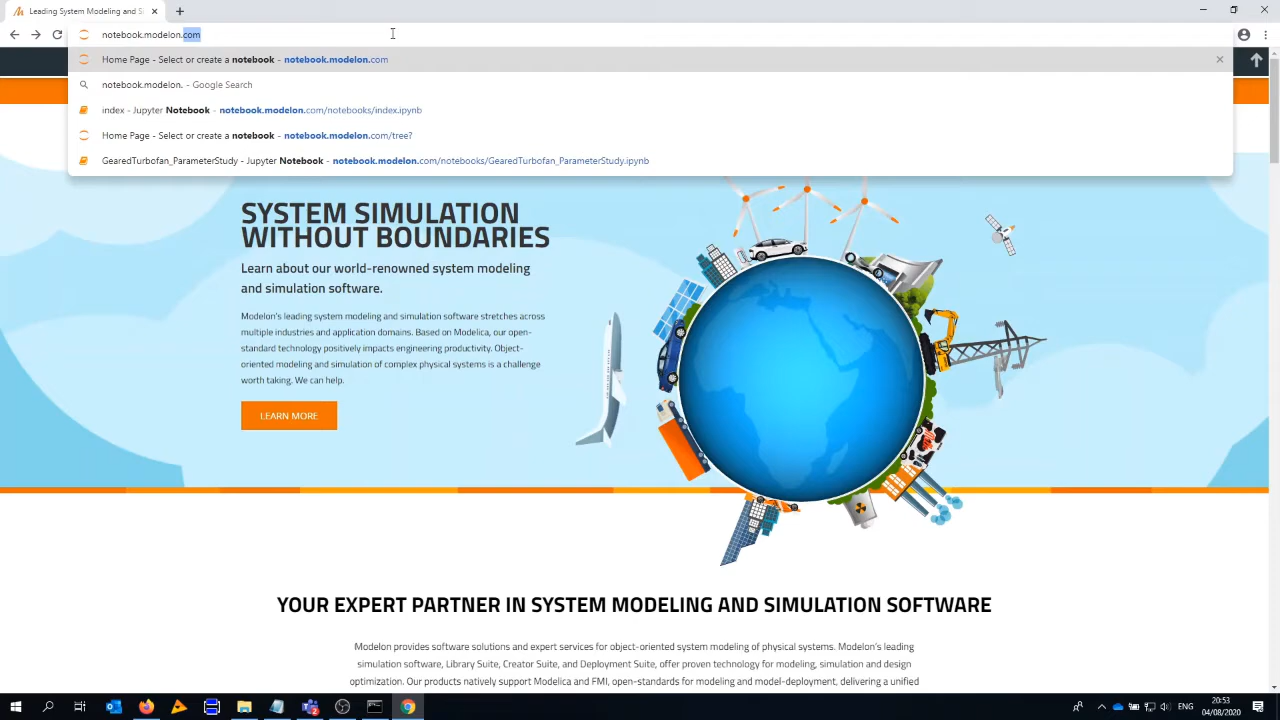 Leading System Modeling and Si
notebook.modelon.com
Home Page - Select or create a notebook - notebook.modelon.com
notebook.modelon. - Google Search
index - Jupyter Notebook - notebook.modelon.com/notebooks/index.ipynb
Home Page - Select or create a notebook - notebook.modelon.com/tree?
GearedTurbofan_ParameterStudy - Jupyter Notebook - notebook.modelon.com/notebooks/GearedTurbofan_ParameterStudy.ipynb
SYSTEM SIMULATION
WITHOUT BOUNDARIES
Learn about our world-renowned system modeling
and simulation software.
Modelon's leading system modeling and simulation software stretches across
multiple industries and application domains. Based on Modelica, our open-
standard technology positively impacts engineering productivity. Object-
oriented modeling and simulation of complex physical systems is a challenge
worth taking. We can help.
LEARN MORE
YOUR EXPERT PARTNER IN SYSTEM MODELING AND SIMULATION SOFTWARE
Modelon provides software solutions and expert services for object-oriented system modeling of physical systems. Modelon's leading
simulation software, Library Suite, Creator Suite, and Deployment Suite, offer proven technology for modeling, simulation and design
optimization. Our products natively support Modelica and FMI, open-standards for modeling and model-deployment, delivering a unified
ENG
20:53
04/08/2020